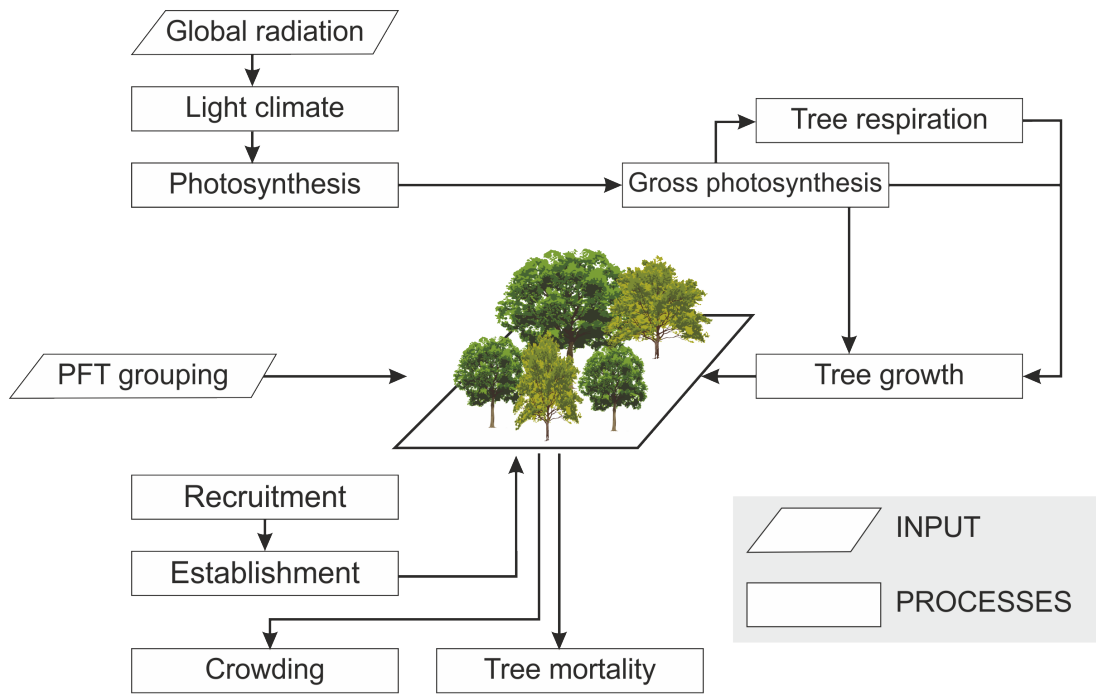 Global radiation
Light climate
Photosynthesis
Tree respiration
Gross photosynthesis
PFT grouping
Tree growth
Recruitment
Establishment
Crowding
Tree mortality
INPUT
PROCESSES